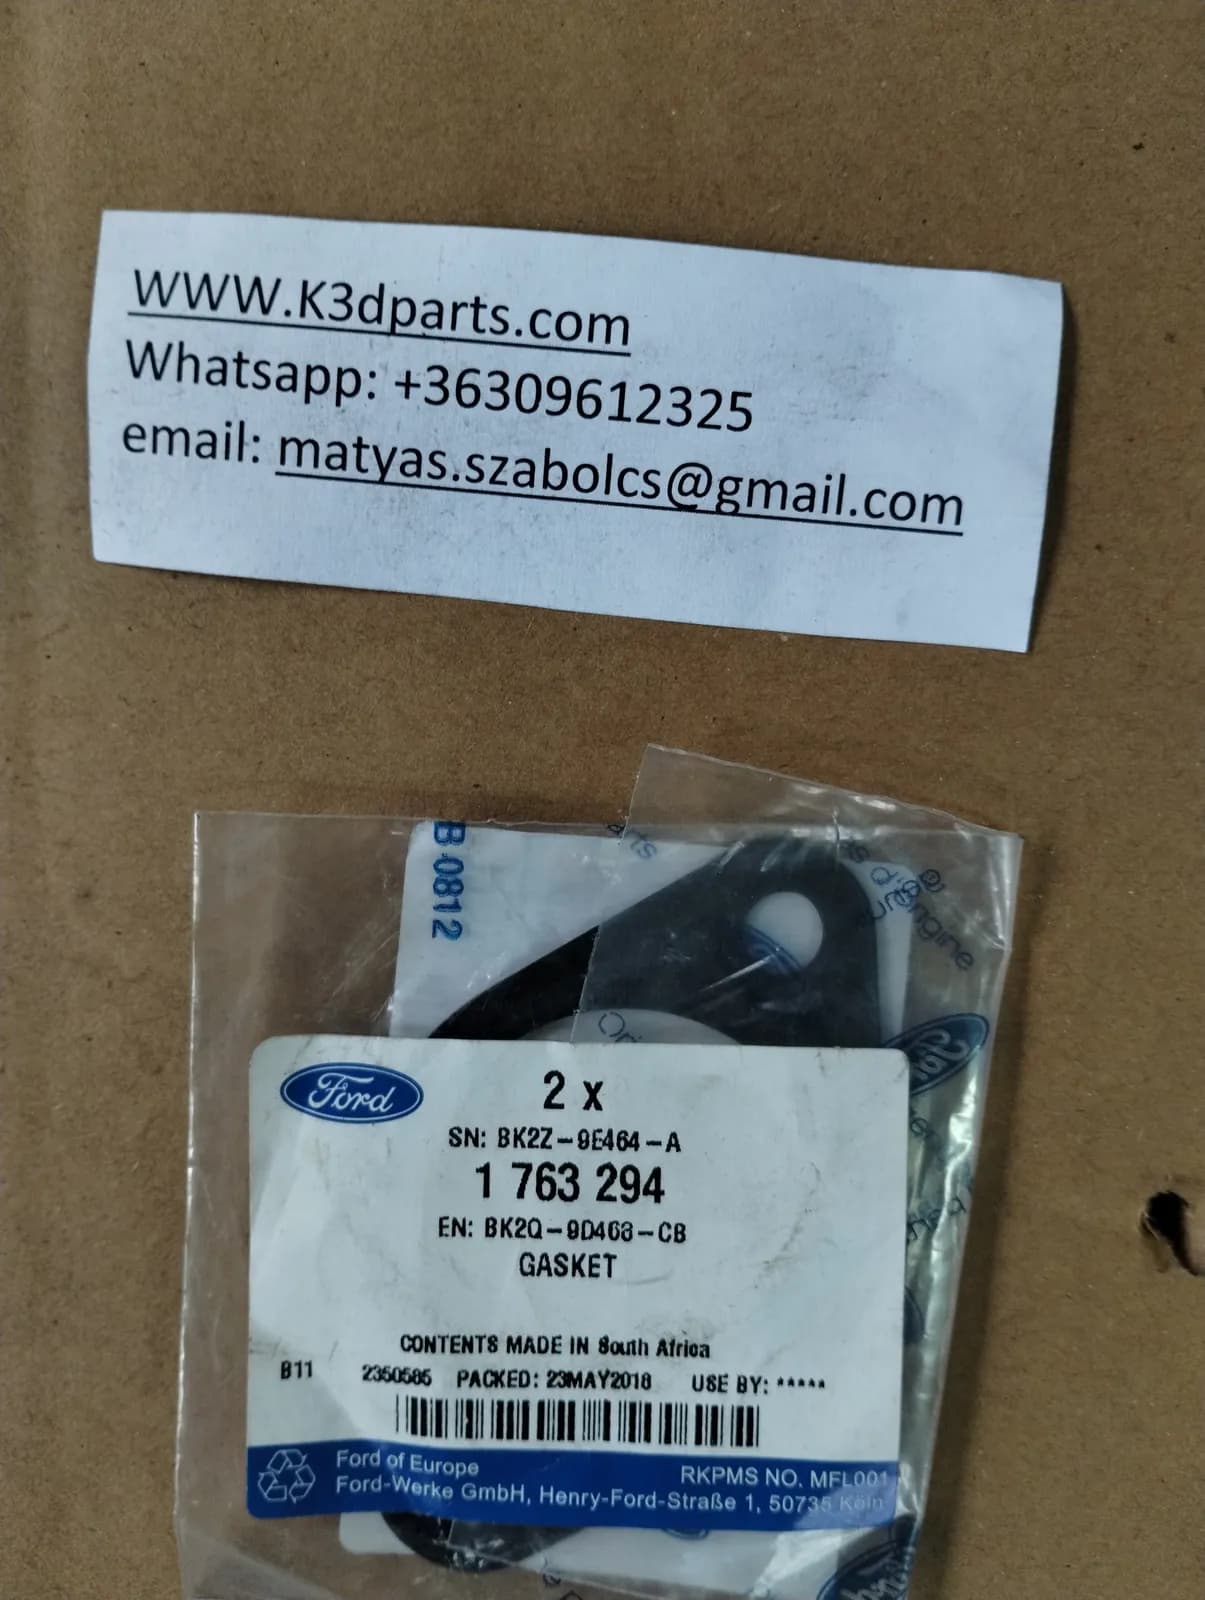 WWW.K3dparts.com
Whatsapp: +36309612325
email: matyas.szabolcs@gmail.com
B 0812
Ford
2 x
SN: BK2Z-9E464-A
1 763 294
EN: BK2Q-9D468-CB
GASKET
CONTENTS MADE IN South Africa
B11 2350585 PACKED: 23MAY2018 USE BY: *****
Ford of Europe
RKPMS NO. MFL001
Ford-Werke GmbH, Henry-Ford-Straße 1, 50735 Köln